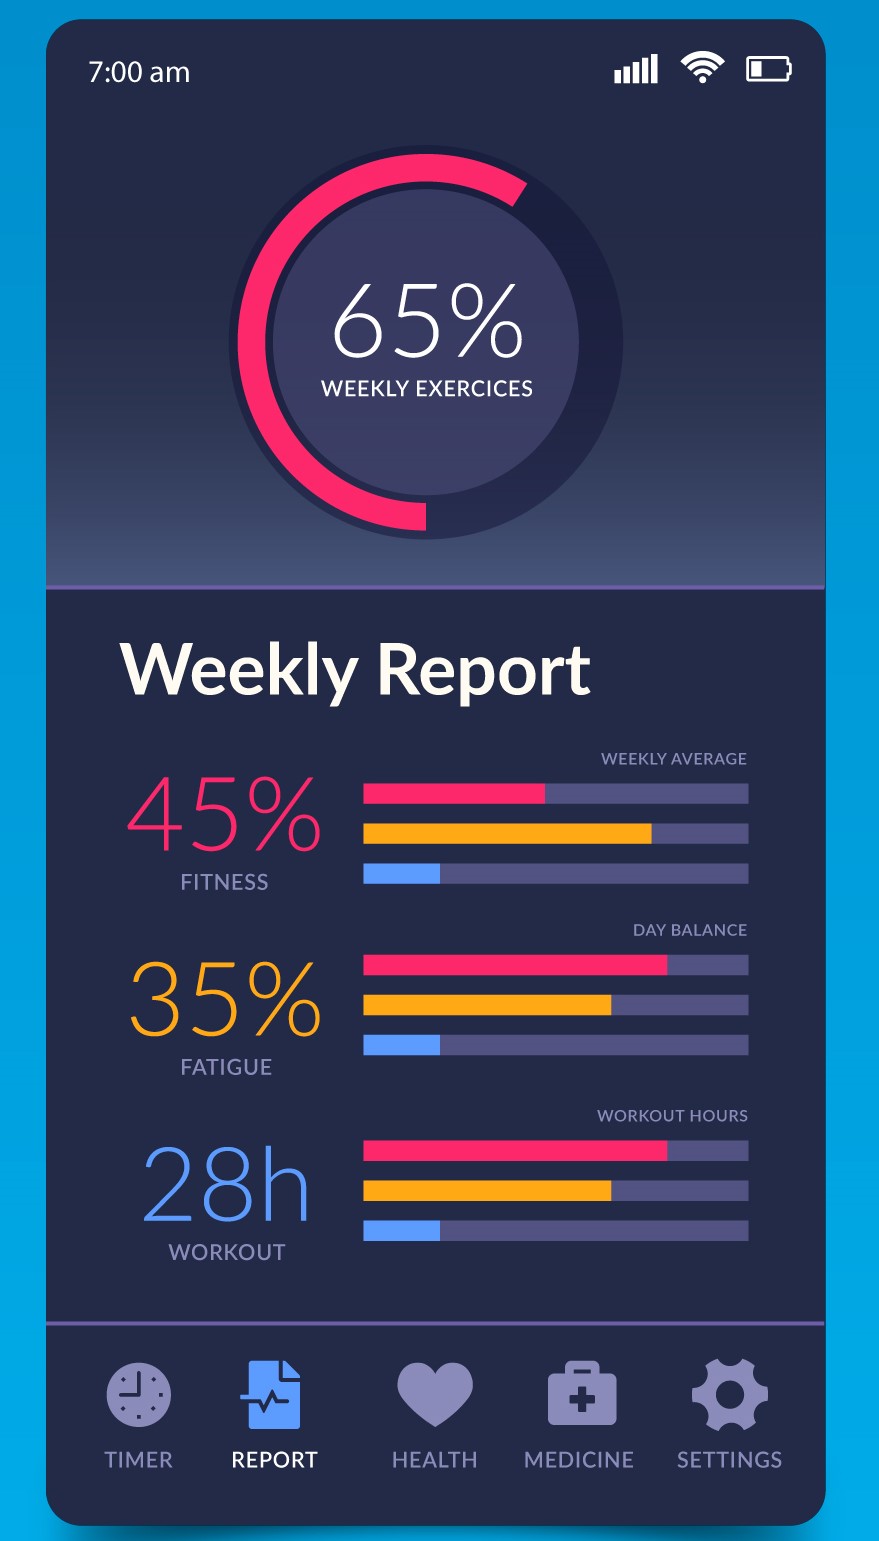 7:00 am
65%
WEEKLY EXERCICES
Weekly Report
WEEKLY AVERAGE
45%
FITNESS
DAY BALANCE
35%
FATIGUE
WORKOUT HOURS
28h
WORKOUT
TIMER
REPORT
HEALTH
MEDICINE
SETTINGS